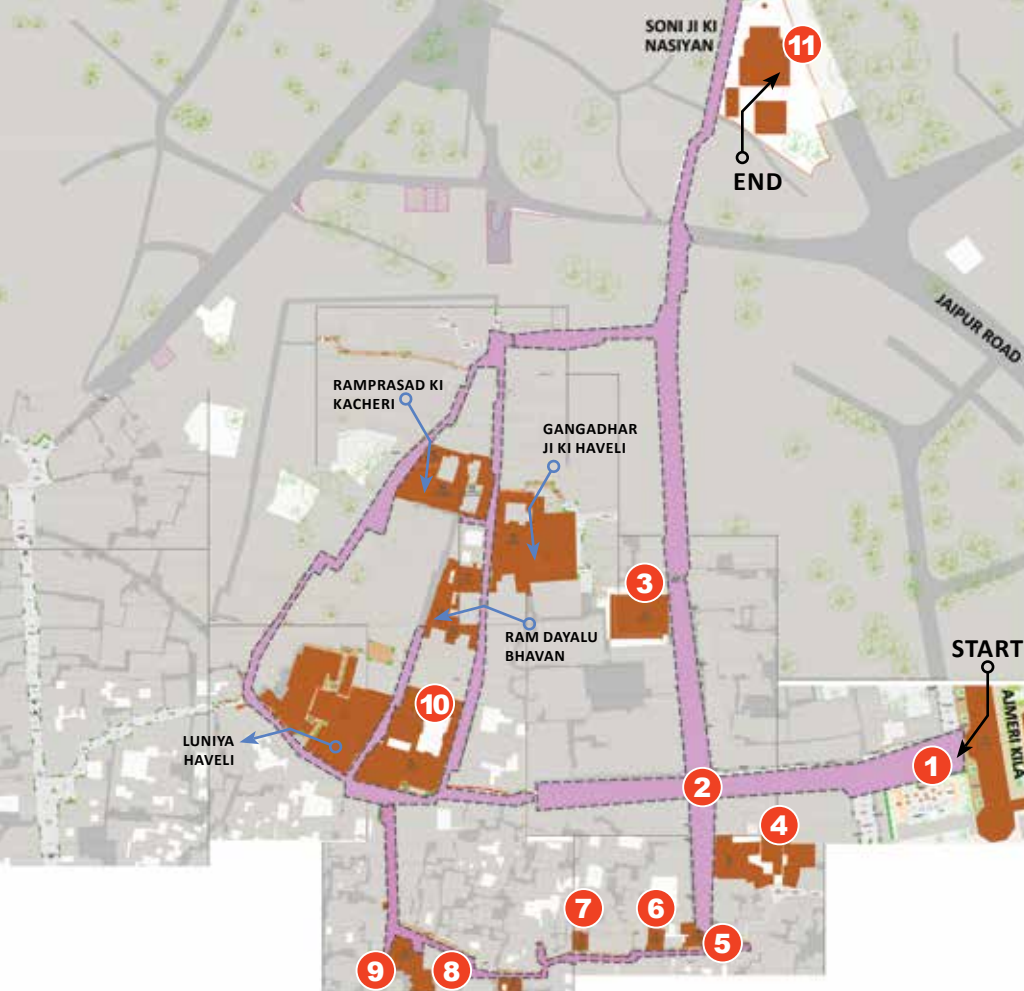 SONI JI KI
NASIYAN
11
END
JAIPUR ROAD
RAMPRASAD KI
KACHERI
GANGADHAR
JI KI HAVELI
3
RAM DAYALU
BHAVAN
START
AJMERI KILA
10
LUNIYA
HAVELI
1
2
4
7
6
5
9
8